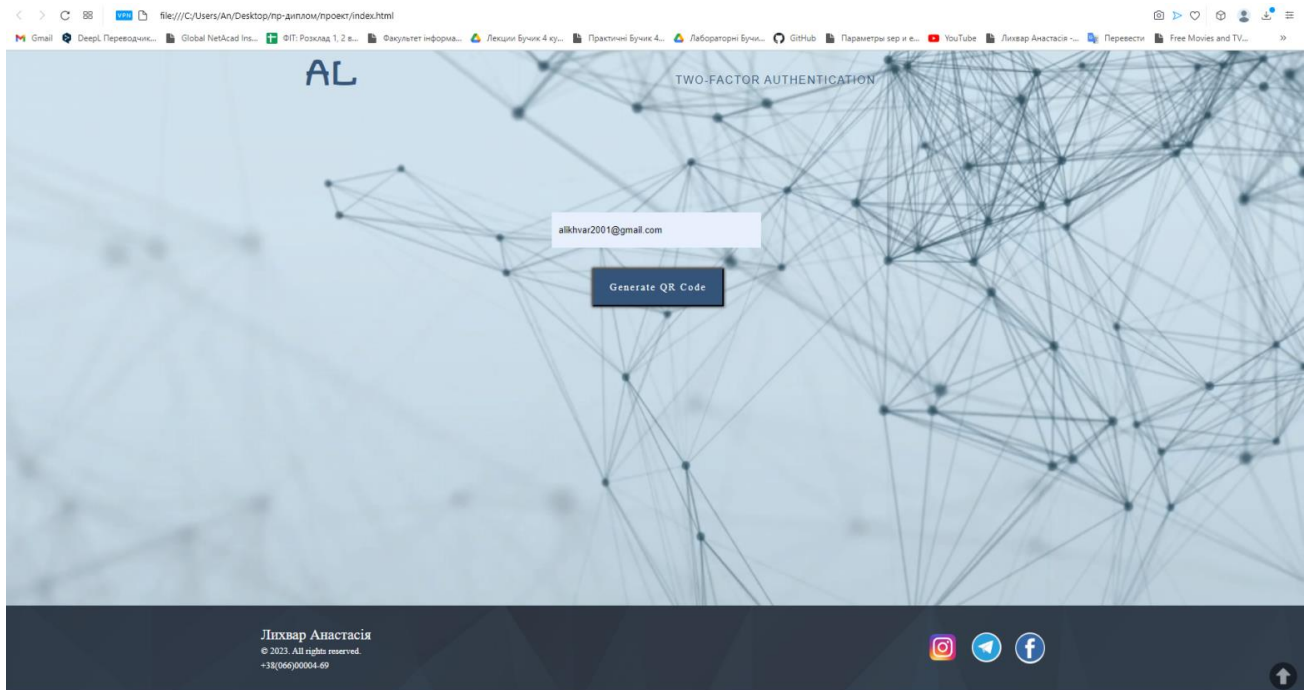 VPN file:///C:/Users/An/Desktop/пр-диплом/проект/index.html
Gmail DeepL Переводчик... Global NetAcad Ins... ФІТ: Розклад 1, 2 в... Факультет інформа... Лекции Бучик 4 ку... Практичні Бучик 4... Лабораторні Бучи... GitHub Параметры sep и е... YouTube Лихвар Анастасія -... Перевести Free Movies and TV... »
AL
TWO-FACTOR AUTHENTICATION
alikhvar2001@gmail.com
Generate QR Code
Лихвар Анастасія
© 2023. All rights reserved.
+38(066)00004-69